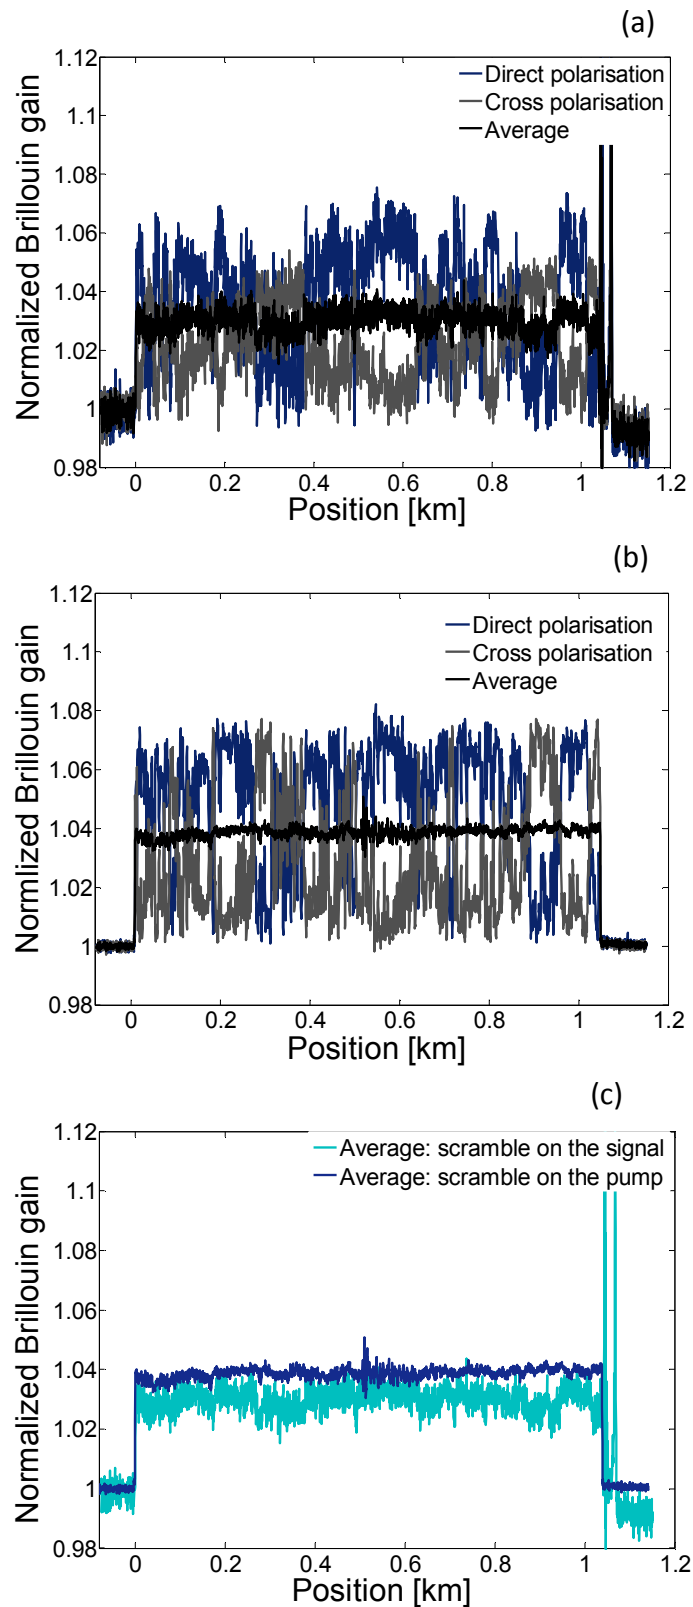 (a)
1.12
Direct polarisation
Cross polarisation
Average
1.1
1.08
1.06
1.04
1.02
1
0.98
Normalized Brillouin gain
0 0.2 0.4 0.6 0.8 1 1.2
Position [km]
(b)
1.12
Direct polarisation
Cross polarisation
Average
1.1
1.08
1.06
1.04
1.02
1
0.98
Normlized Brillouin gain
0 0.2 0.4 0.6 0.8 1 1.2
Position [km]
(c)
1.12
Average: scramble on the signal
Average: scramble on the pump
1.1
1.08
1.06
1.04
1.02
1
0.98
Normalized Brillouin gain
0 0.2 0.4 0.6 0.8 1 1.2
Position [km]